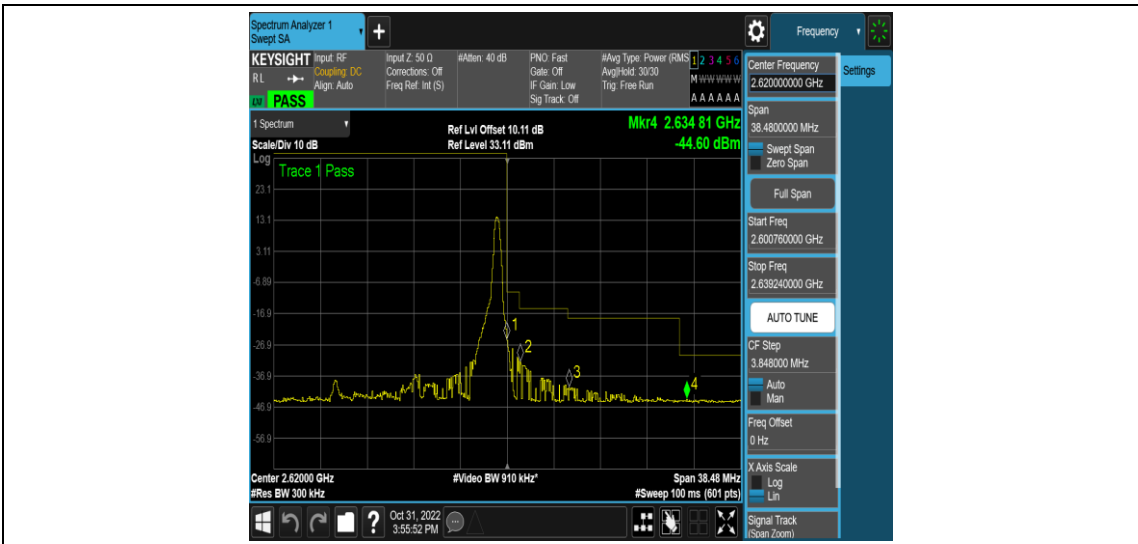 Spectrum Analyzer 1
Swept SA
+
Frequency
KEYSIGHT
RL
LXI
PASS
Input: RF
Coupling: DC
Align: Auto
Input Z: 50 Ω
Corrections: Off
Freq Ref: Int (S)
#Atten: 40 dB
PNO: Fast
Gate: Off
IF Gain: Low
Sig Track: Off
#Avg Type: Power (RMS
Avg|Hold: 30/30
Trig: Free Run
1 2 3 4 5 6
M W W W W W
A A A A A A
1 Spectrum
Scale/Div 10 dB
Ref Lvl Offset 10.11 dB
Ref Level 33.11 dBm
Mkr4 2.634 81 GHz
-44.60 dBm
Log
Trace 1 Pass
23.1
13.1
3.11
-6.89
-16.9
-26.9
-36.9
-46.9
-56.9
1
2
3
4
Center 2.62000 GHz
#Res BW 300 kHz
#Video BW 910 kHz*
Span 38.48 MHz
#Sweep 100 ms (601 pts)
?
Oct 31, 2022
3:55:52 PM
Center Frequency
2.620000000 GHz
Settings
Span
38.4800000 MHz
Swept Span
Zero Span
Full Span
Start Freq
2.600760000 GHz
Stop Freq
2.639240000 GHz
AUTO TUNE
CF Step
3.848000 MHz
Auto
Man
Freq Offset
0 Hz
X Axis Scale
Log
Lin
Signal Track
(Span Zoom)